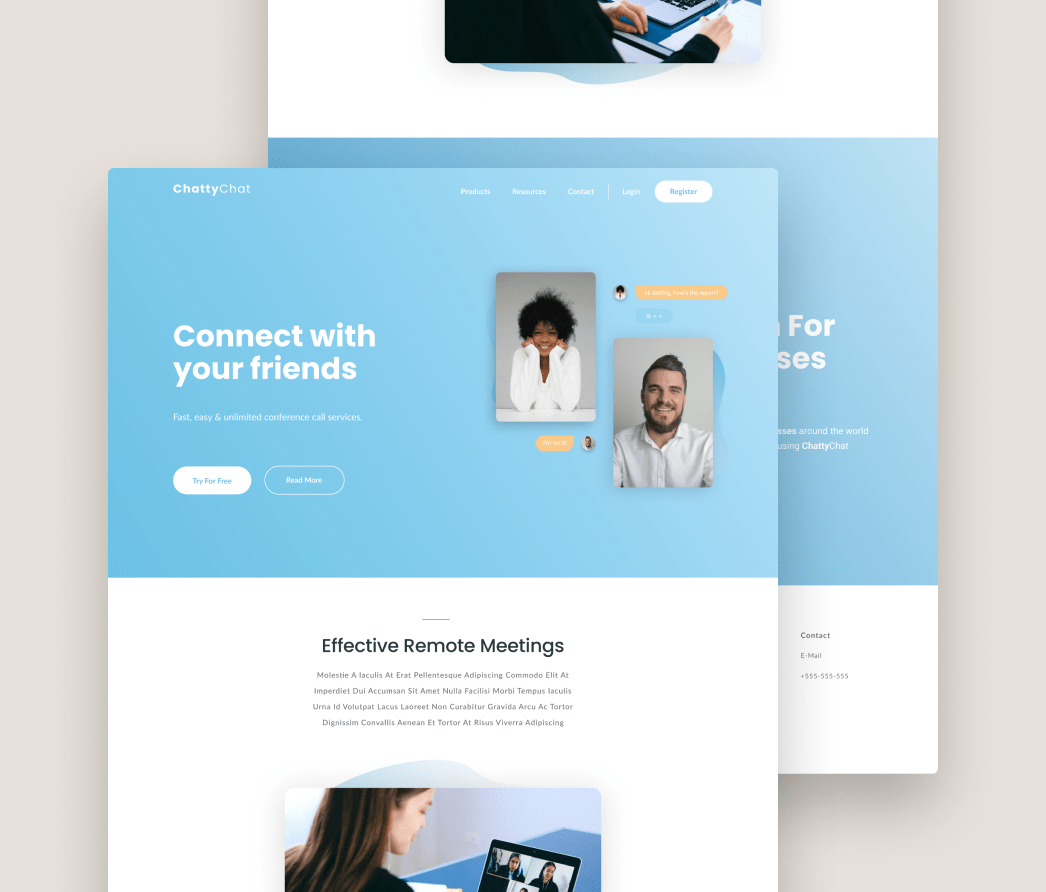 ChattyChat
Products
Resources
Contact
Login
Register
Connect with
your friends
Fast, easy & unlimited conference call services.
Try For Free
Read More
Hi darling, how's the report?
I'm on it!
Effective Remote Meetings
Molestie A Iaculis At Erat Pellentesque Adipiscing Commodo Elit At
Imperdiet Dui Accumsan Sit Amet Nulla Facilisi Morbi Tempus Iaculis
Urna Id Volutpat Lacus Laoreet Non Curabitur Gravida Arcu Ac Tortor
Dignissim Convallis Aenean Et Tortor At Risus Viverra Adipiscing
For
around the world
using ChattyChat
Contact
E-Mail
+555-555-555